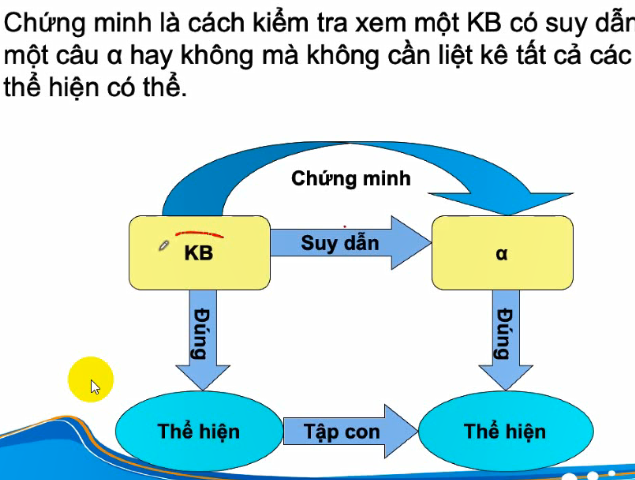 Chứng minh là cách kiểm tra xem một KB có suy dẫn
một câu α hay không mà không cần liệt kê tất cả các
thể hiện có thể.
Chứng minh
KB
Suy dẫn
α
Đúng
Đúng
Thể hiện
Tập con
Thể hiện